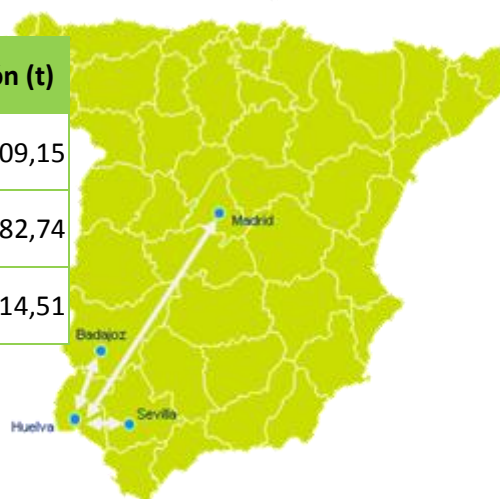 on (t)
09,15
82,74
14,51
Madrid
Badajoz
Sevilla
Huelva